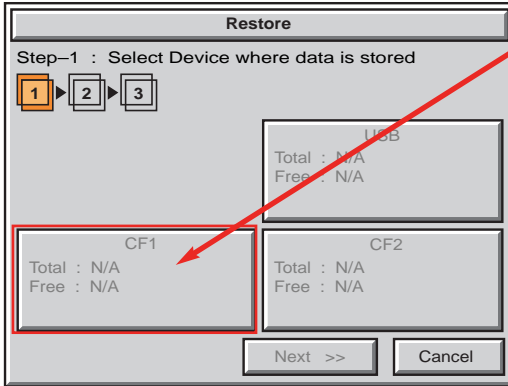 Restore
Step–1 : Select Device where data is stored
1 2 3
USB
Total : N/A
Free : N/A
CF1
Total : N/A
Free : N/A
CF2
Total : N/A
Free : N/A
Next >>
Cancel